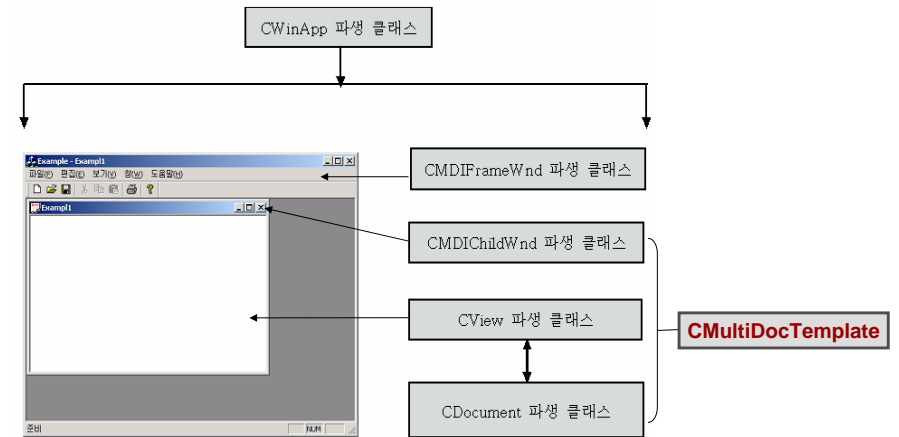 CWinApp 파생 클래스
Example - Exampl1
파일(F) 편집(E) 보기(V) 창(W) 도움말(H)
Exampl1
준비
NUM
CMDIFrameWnd 파생 클래스
CMDIChildWnd 파생 클래스
CView 파생 클래스
CDocument 파생 클래스
CMultiDocTemplate